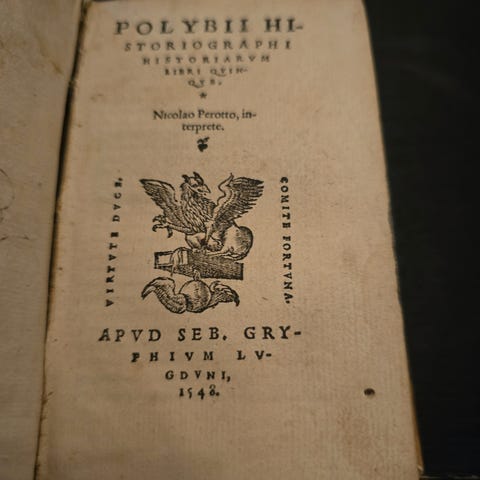 POLYBII HI-
STORIOGRAPHI
HISTORIARVM
LIBRI QVIN-
QVE.
Nicolao Perotto, in-
terprete.
VIRTVTE DVCE,
COMITE FORTVNA.
APVD SEB. GRY-
PHIVM LV-
GDVNI,
1548.